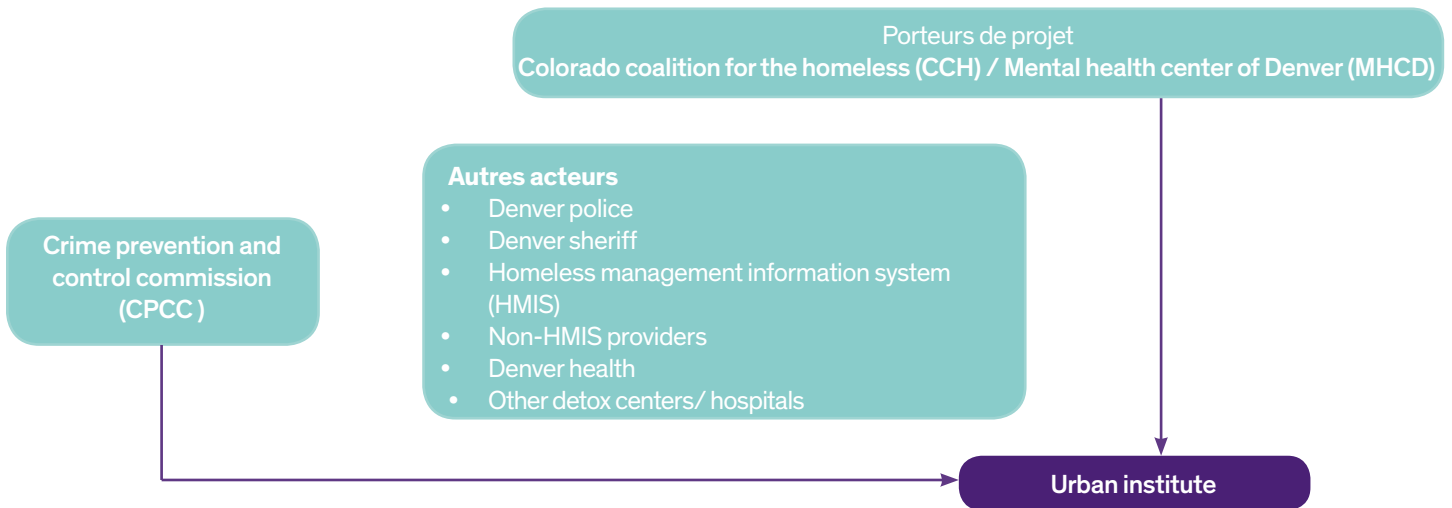 Porteurs de projet
Colorado coalition for the homeless (CCH) / Mental health center of Denver (MHCD)
Autres acteurs
• Denver police
• Denver sheriff
• Homeless management information system
(HMIS)
• Non-HMIS providers
• Denver health
• Other detox centers/ hospitals
Crime prevention and
control commission
(CPCC )
Urban institute